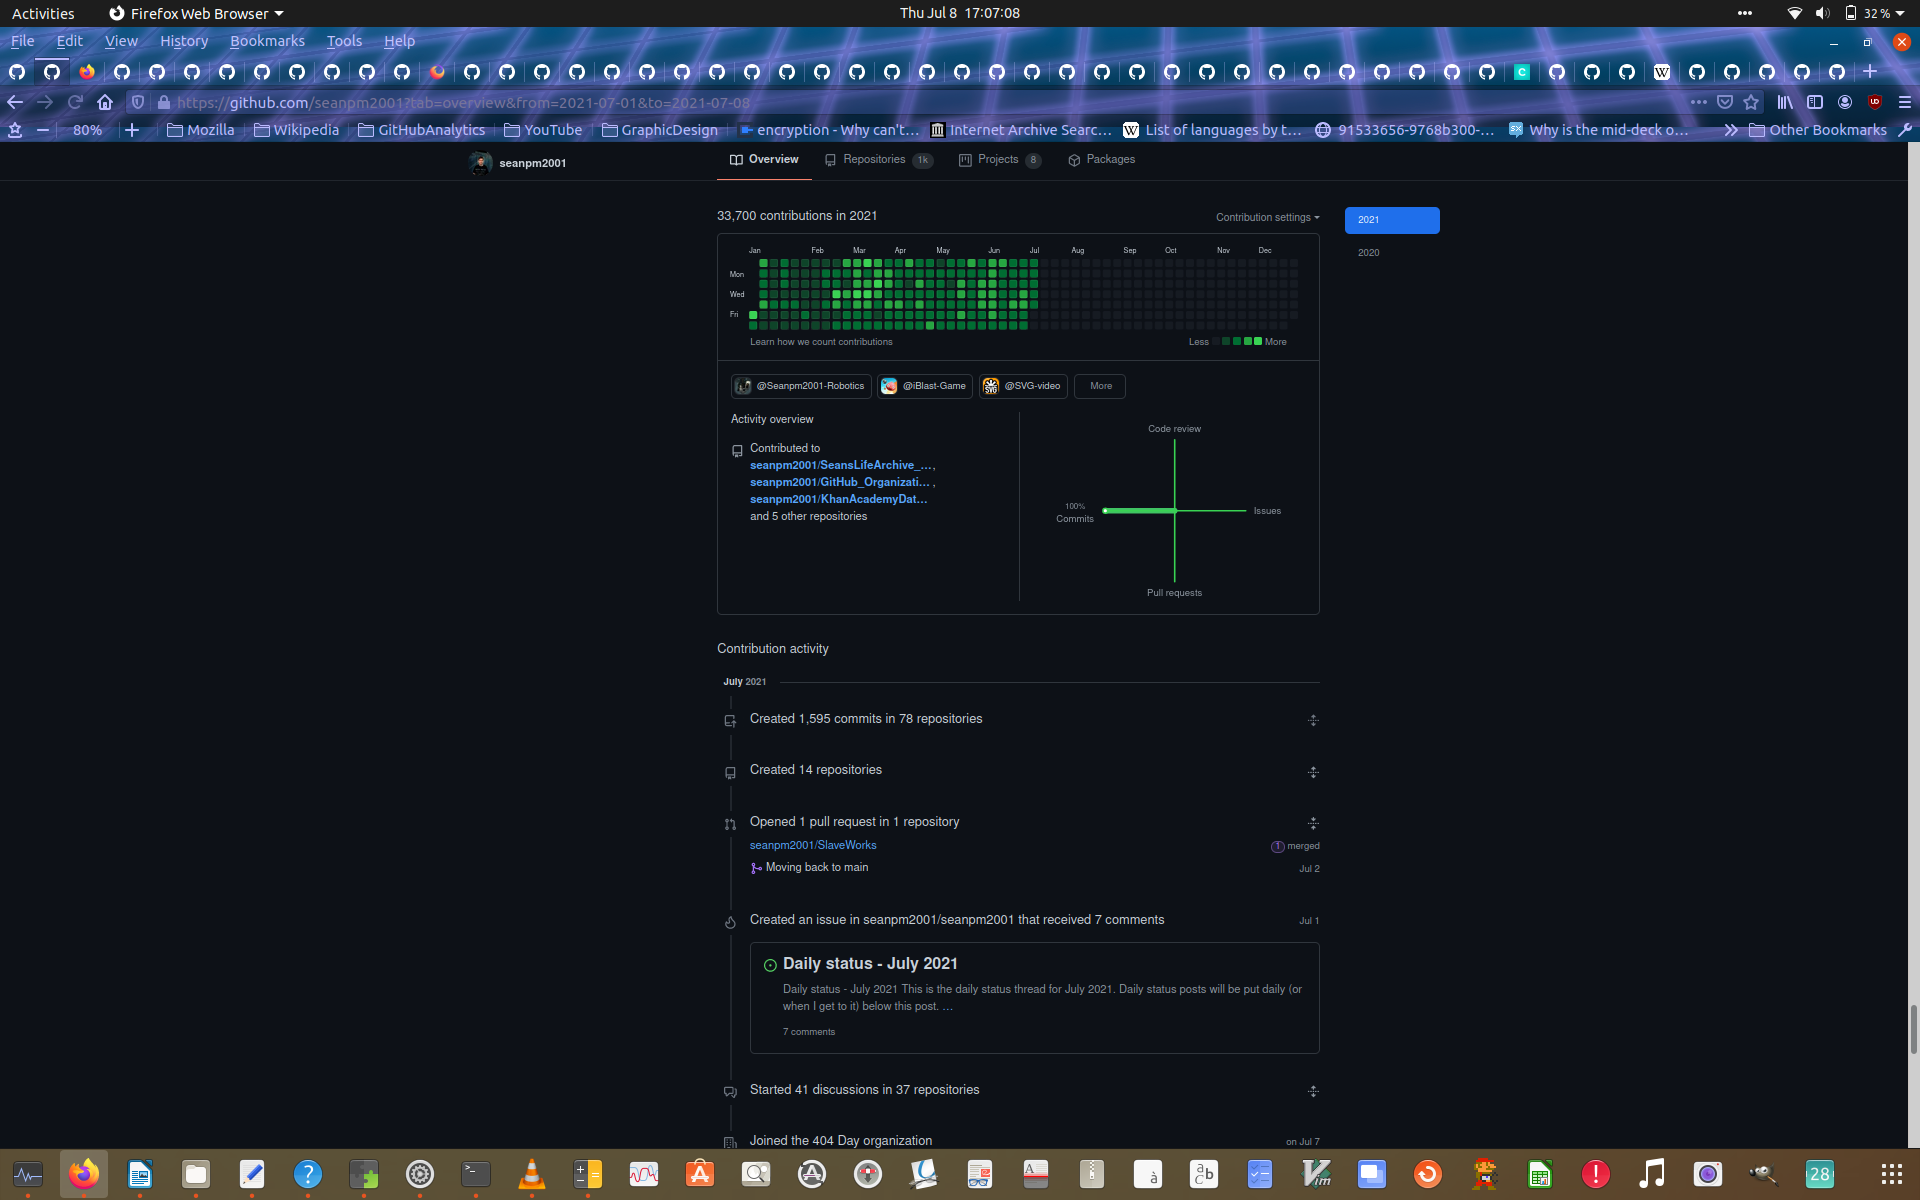 Activities Firefox Web Browser Thu Jul 8 17:07:08 32 %
File Edit View History Bookmarks Tools Help
https://github.com/seanpm2001?tab=overview&from=2021-07-01&to=2021-07-08
80% Mozilla Wikipedia GitHubAnalytics YouTube GraphicDesign encryption - Why can't... Internet Archive Searc... List of languages by t... 91533656-9768b300-... Why is the mid-deck o... Other Bookmarks
seanpm2001 Overview Repositories 1k Projects 8 Packages
33,700 contributions in 2021 Contribution settings
2021
2020
Jan Feb Mar Apr May Jun Jul Aug Sep Oct Nov Dec
Mon
Wed
Fri
Learn how we count contributions Less More
@Seanpm2001-Robotics @iBlast-Game @SVG-video More
Activity overview
Contributed to
seanpm2001/SeansLifeArchive_...,
seanpm2001/GitHub_Organizati... ,
seanpm2001/KhanAcademyDat...
and 5 other repositories
Code review
100%
Commits
Issues
Pull requests
Contribution activity
July 2021
Created 1,595 commits in 78 repositories
Created 14 repositories
Opened 1 pull request in 1 repository
seanpm2001/SlaveWorks 1 merged
Moving back to main Jul 2
Created an issue in seanpm2001/seanpm2001 that received 7 comments Jul 1
Daily status - July 2021
Daily status - July 2021 This is the daily status thread for July 2021. Daily status posts will be put daily (or
when I get to it) below this post. ...
7 comments
Started 41 discussions in 37 repositories
Joined the 404 Day organization on Jul 7
28